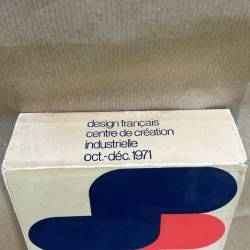 design français
centre de création
industrielle
oct.-déc. 1971